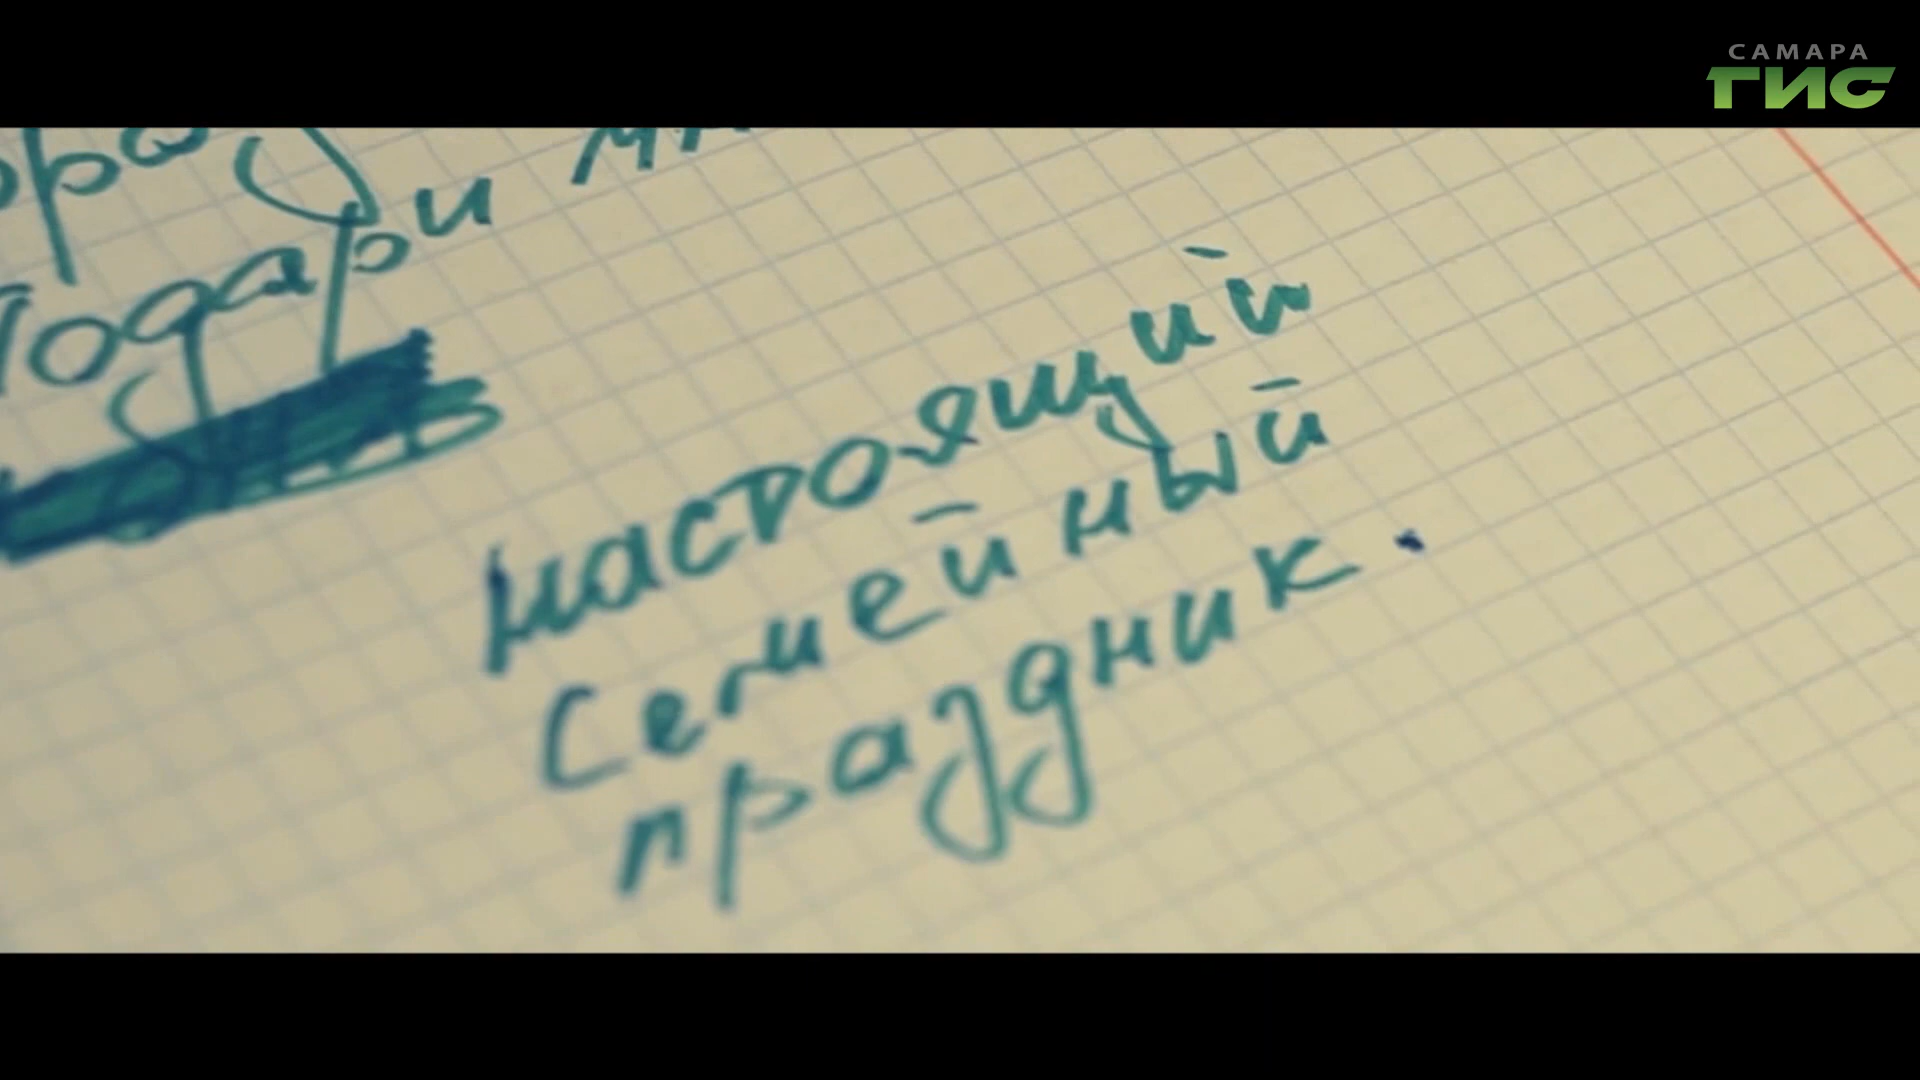 САМАРА
ГИС
Подари
настоящий
Семейный
праздник.